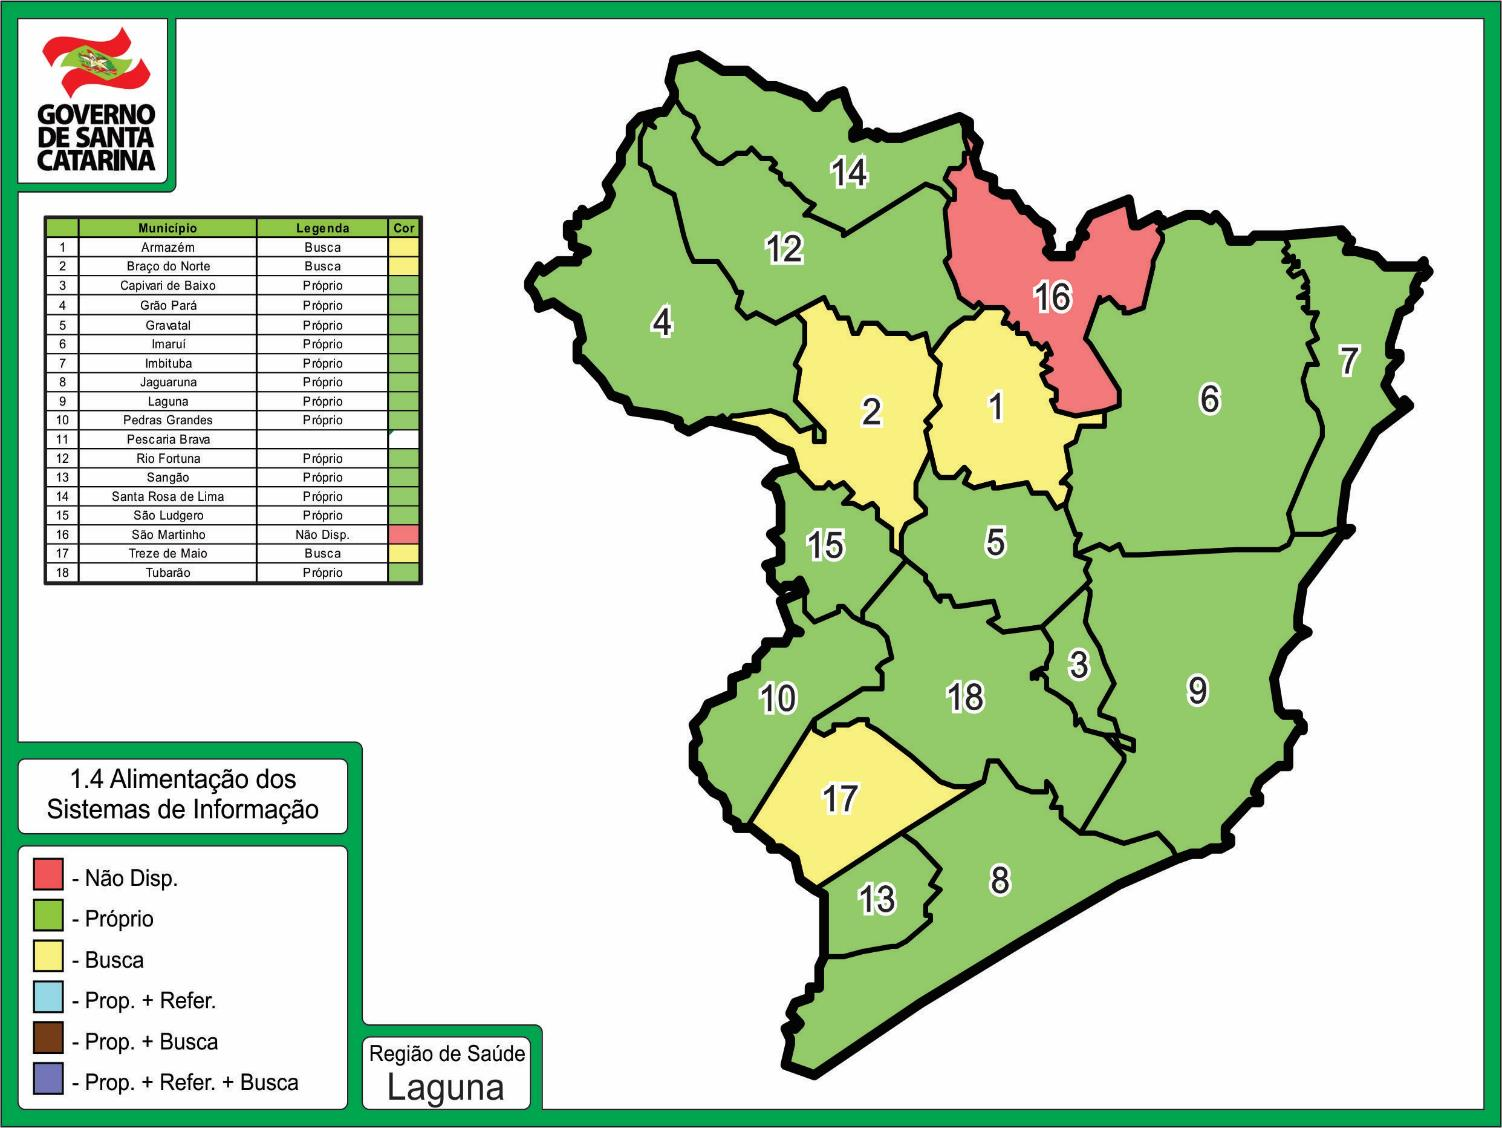 GOVERNO
DE SANTA
CATARINA
Município Legenda Cor
1 Armazém Busca
2 Braço do Norte Busca
3 Capivari de Baixo Próprio
4 Grão Pará Próprio
5 Gravatal Próprio
6 Imaruí Próprio
7 Imbituba Próprio
8 Jaguaruna Próprio
9 Laguna Próprio
10 Pedras Grandes Próprio
11 Pescaria Brava
12 Rio Fortuna Próprio
13 Sangão Próprio
14 Santa Rosa de Lima Próprio
15 São Ludgero Próprio
16 São Martinho Não Disp.
17 Treze de Maio Busca
18 Tubarão Próprio
14
12
16
4
7
6
2
1
15
5
3
10
18
9
17
13
8
1.4 Alimentação dos
Sistemas de Informação
- Não Disp.
- Próprio
- Busca
- Prop. + Refer.
- Prop. + Busca
- Prop. + Refer. + Busca
Região de Saúde
Laguna